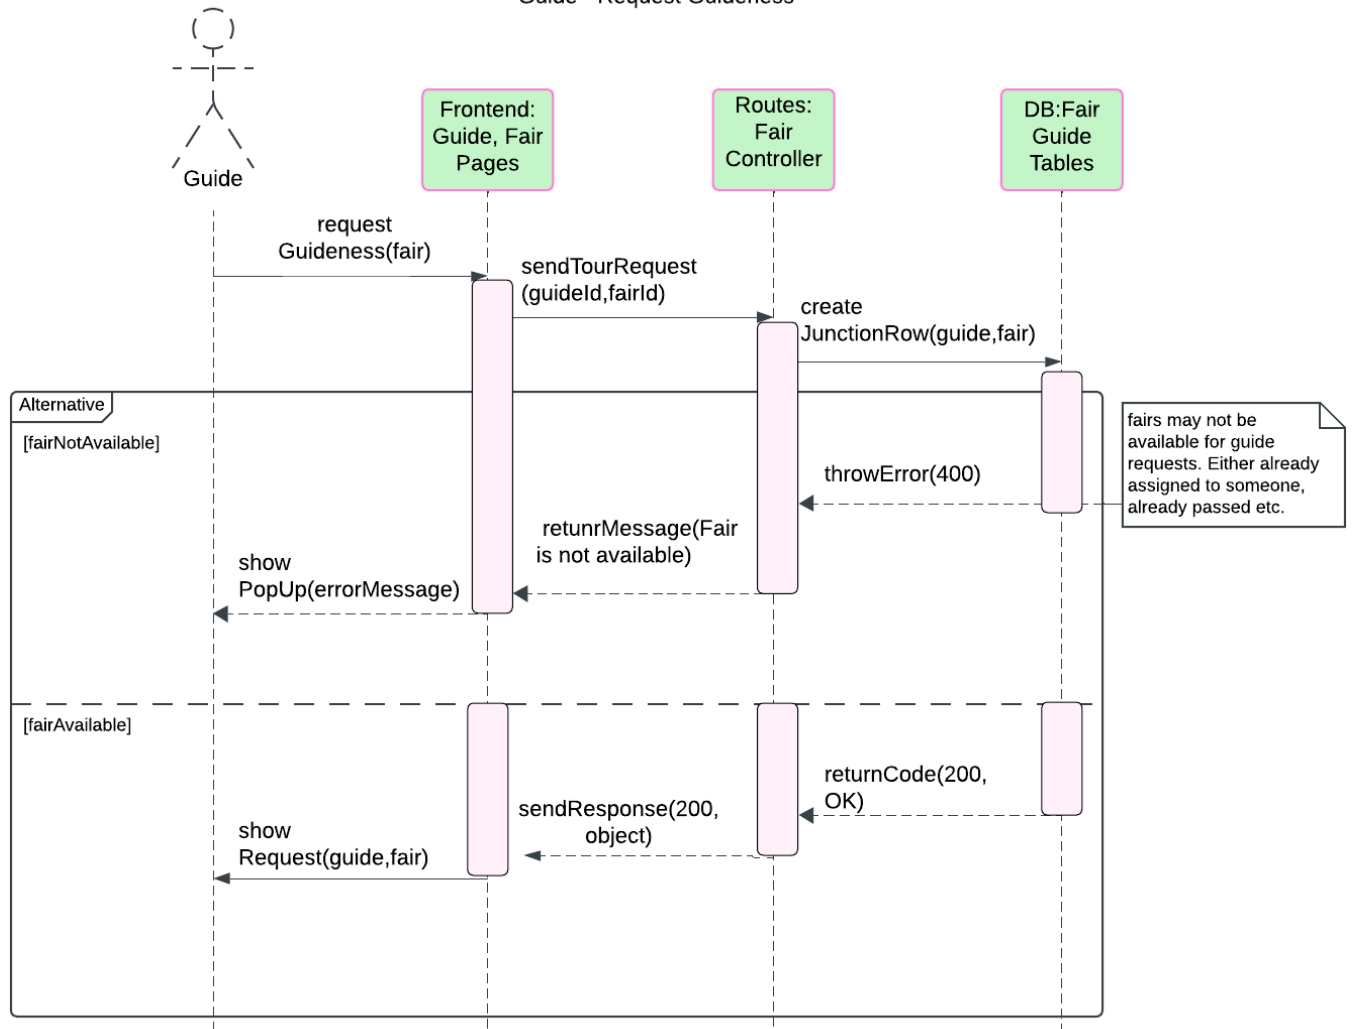 Guide - Request Guideness
Guide
Frontend:
Guide, Fair
Pages
Routes:
Fair
Controller
DB:Fair
Guide
Tables
request
Guideness(fair)
sendTourRequest
(guideId,fairId)
create
JunctionRow(guide,fair)
Alternative
[fairNotAvailable]
fairs may not be
available for guide
requests. Either already
assigned to someone,
already passed etc.
throwError(400)
retunrMessage(Fair
is not available)
show
PopUp(errorMessage)
[fairAvailable]
returnCode(200,
OK)
sendResponse(200,
object)
show
Request(guide,fair)